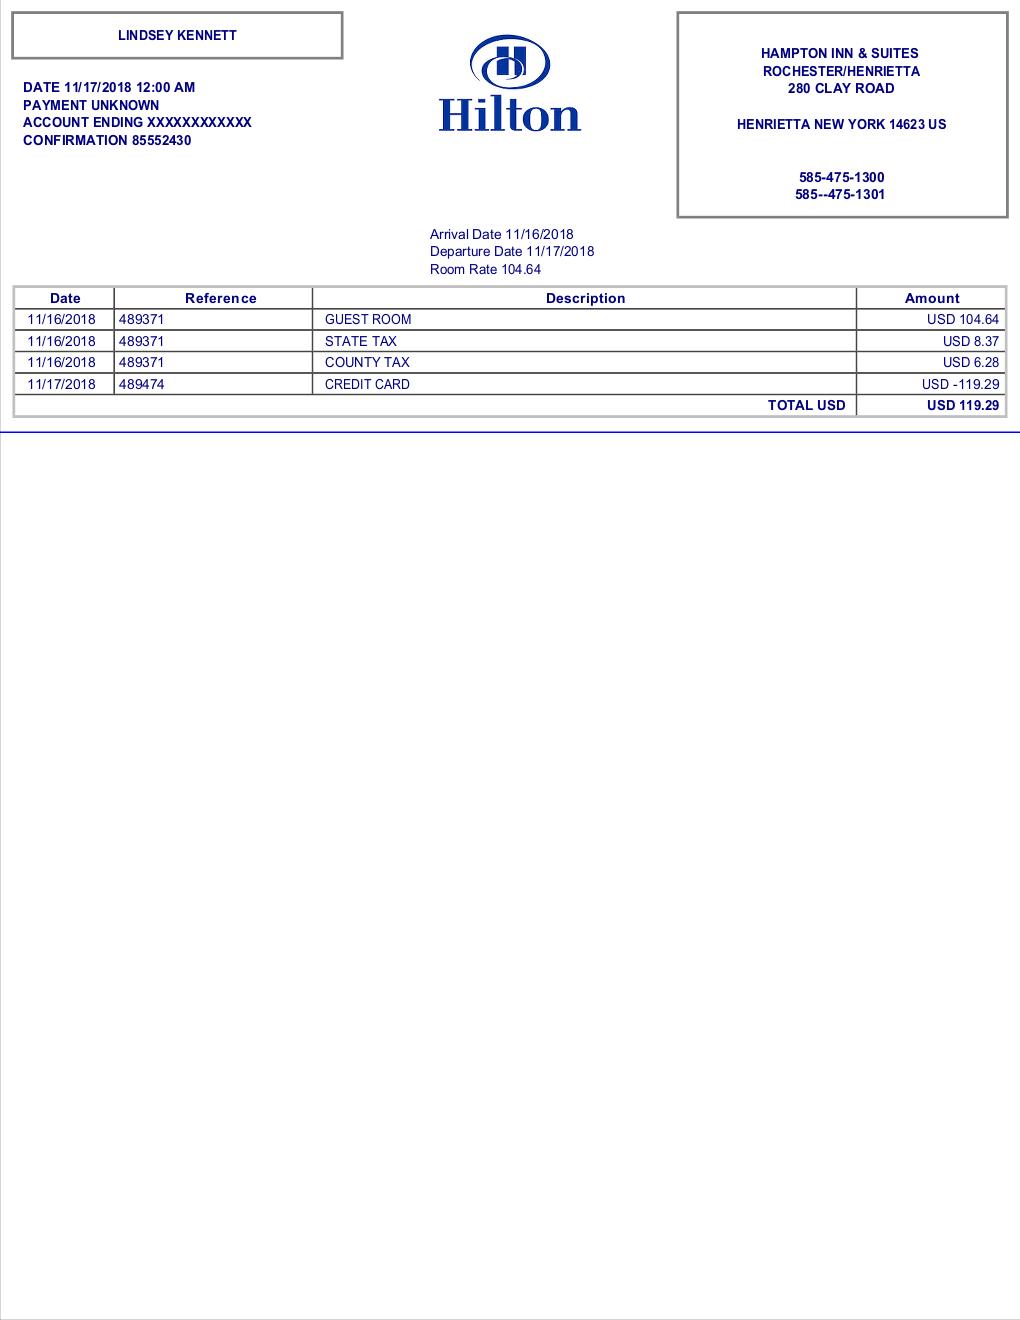 LINDSEY KENNETT
DATE 11/17/2018 12:00 AM
PAYMENT UNKNOWN
ACCOUNT ENDING XXXXXXXXXXXX
CONFIRMATION 85552430
Hilton
HAMPTON INN & SUITES
ROCHESTER/HENRIETTA
280 CLAY ROAD
HENRIETTA NEW YORK 14623 US
585-475-1300
585--475-1301
Arrival Date 11/16/2018
Departure Date 11/17/2018
Room Rate 104.64
Date Reference Description Amount
11/16/2018 489371 GUEST ROOM USD 104.64
11/16/2018 489371 STATE TAX USD 8.37
11/16/2018 489371 COUNTY TAX USD 6.28
11/17/2018 489474 CREDIT CARD USD -119.29
TOTAL USD USD 119.29